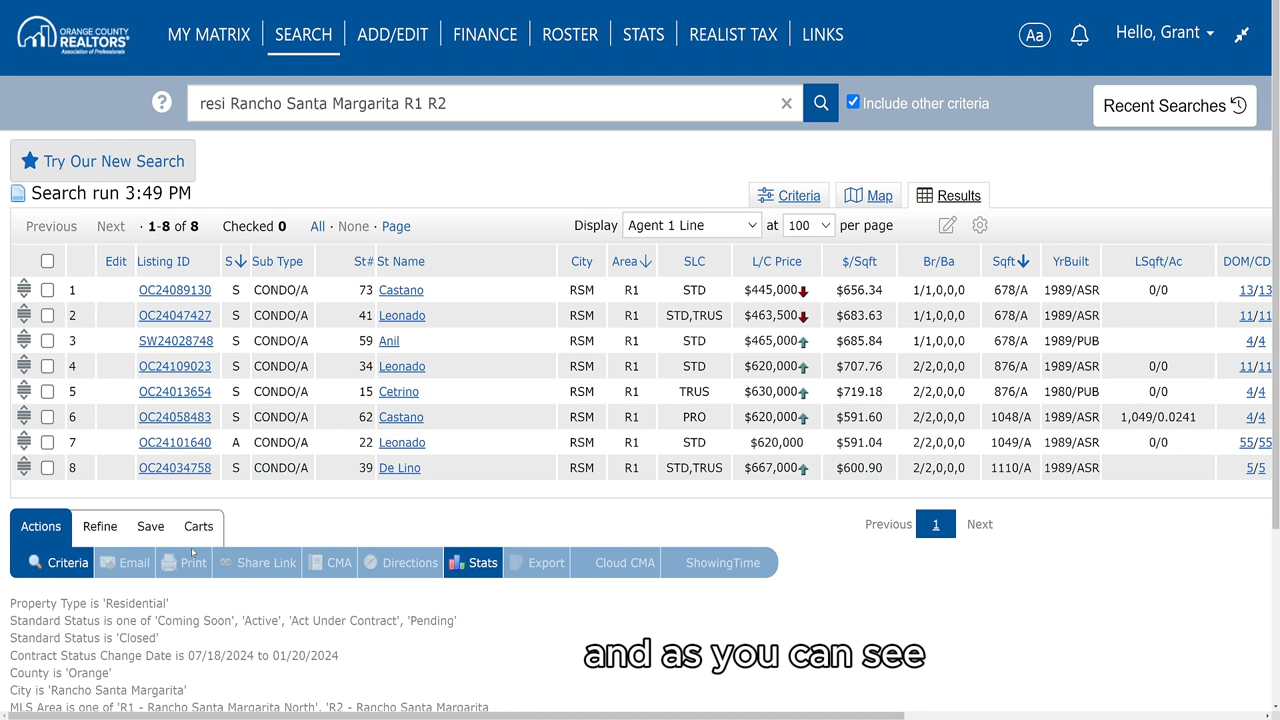 ORANGE COUNTY
REALTORS®
Association of Professionals
MY MATRIX SEARCH ADD/EDIT FINANCE ROSTER STATS REALIST TAX LINKS
Aa Hello, Grant
? resi Rancho Santa Margarita R1 R2 Include other criteria Recent Searches
Try Our New Search
Search run 3:49 PM
Criteria Map Results
Previous Next · 1-8 of 8 Checked 0 All · None · Page Display Agent 1 Line at 100 per page
Edit Listing ID S Sub Type St# St Name City Area SLC L/C Price $/Sqft Br/Ba Sqft YrBuilt LSqft/Ac DOM/CD
1 OC24089130 S CONDO/A 73 Castano RSM R1 STD $445,000 $656.34 1/1,0,0,0 678/A 1989/ASR 0/0 13/13
2 OC24047427 S CONDO/A 41 Leonado RSM R1 STD,TRUS $463,500 $683.63 1/1,0,0,0 678/A 1989/ASR 11/11
3 SW24028748 S CONDO/A 59 Anil RSM R1 STD $465,000 $685.84 1/1,0,0,0 678/A 1989/PUB 4/4
4 OC24109023 S CONDO/A 34 Leonado RSM R1 STD $620,000 $707.76 2/2,0,0,0 876/A 1989/ASR 0/0 11/11
5 OC24013654 S CONDO/A 15 Cetrino RSM R1 TRUS $630,000 $719.18 2/2,0,0,0 876/A 1980/PUB 0/0 4/4
6 OC24058483 S CONDO/A 62 Castano RSM R1 PRO $620,000 $591.60 2/2,0,0,0 1048/A 1989/ASR 1,049/0.0241 4/4
7 OC24101640 A CONDO/A 22 Leonado RSM R1 STD $620,000 $591.04 2/2,0,0,0 1049/A 1989/ASR 0/0 55/55
8 OC24034758 S CONDO/A 39 De Lino RSM R1 STD,TRUS $667,000 $600.90 2/2,0,0,0 1110/A 1989/ASR 5/5
Actions Refine Save Carts Previous 1 Next
Criteria Email Print Share Link CMA Directions Stats Export Cloud CMA ShowingTime
Property Type is 'Residential'
Standard Status is one of 'Coming Soon', 'Active', 'Act Under Contract', 'Pending'
Standard Status is 'Closed'
Contract Status Change Date is 07/18/2024 to 01/20/2024
County is 'Orange'
City is 'Rancho Santa Margarita'
MLS Area is one of 'R1 - Rancho Santa Margarita North', 'R2 - Rancho Santa Margarita
and as you can see